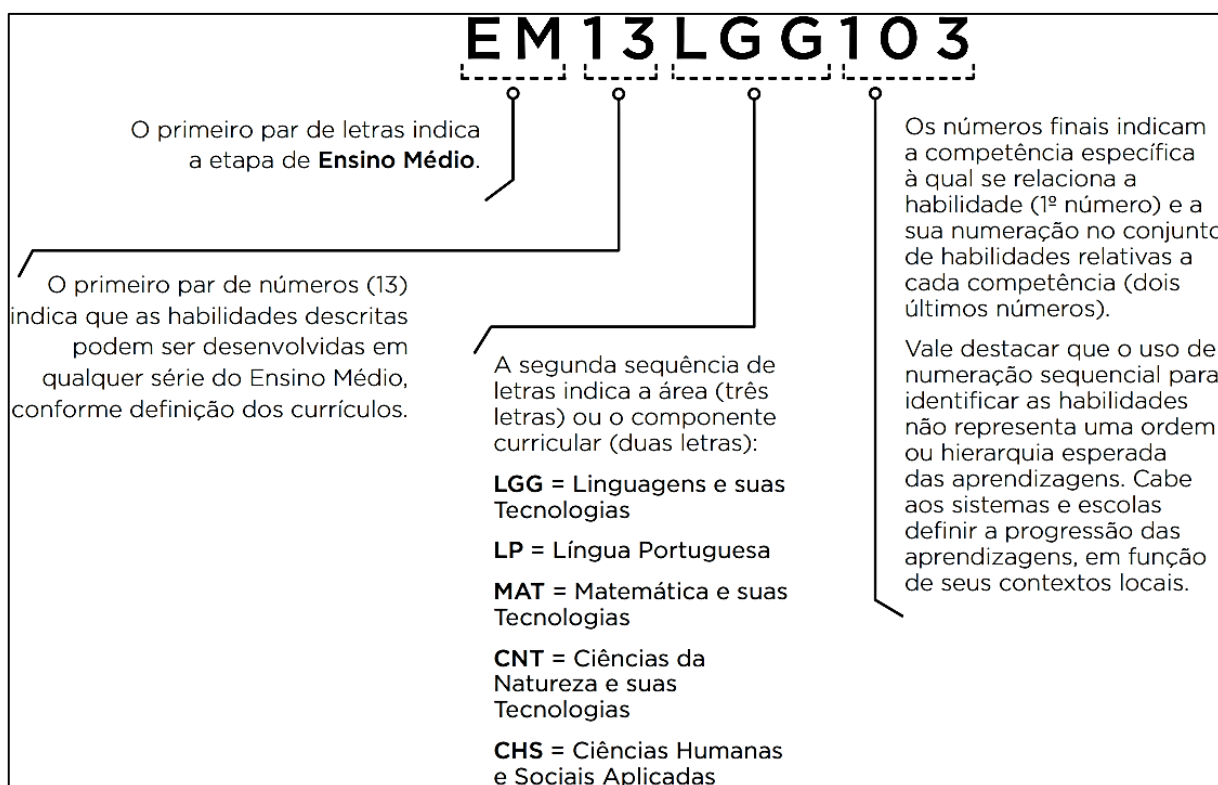 EM13LGG103
O primeiro par de letras indica
a etapa de Ensino Médio.
O primeiro par de números (13)
indica que as habilidades descritas
podem ser desenvolvidas em
qualquer série do Ensino Médio,
conforme definição dos currículos.
A segunda sequência de
letras indica a área (três
letras) ou o componente
curricular (duas letras):
LGG = Linguagens e suas
Tecnologias
LP = Língua Portuguesa
MAT = Matemática e suas
Tecnologias
CNT = Ciências da
Natureza e suas
Tecnologias
CHS = Ciências Humanas
e Sociais Aplicadas
Os números finais indicam
a competência específica
à qual se relaciona a
habilidade (1º número) e a
sua numeração no conjunto
de habilidades relativas a
cada competência (dois
últimos números).
Vale destacar que o uso de
numeração sequencial para
identificar as habilidades
não representa uma ordem
ou hierarquia esperada
das aprendizagens. Cabe
aos sistemas e escolas
definir a progressão das
aprendizagens, em função
de seus contextos locais.